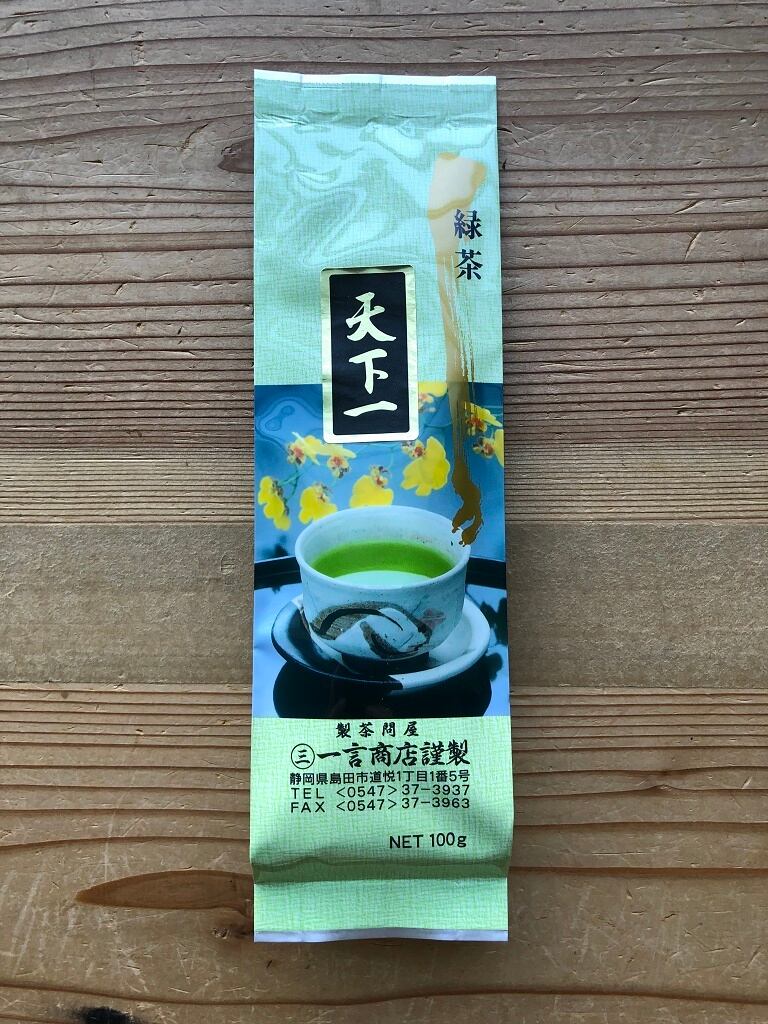 緑茶
天下一
製茶問屋
㊂一言商店謹製
静岡県島田市道悦1丁目1番5号
TEL <0547>37-3937
FAX <0547>37-3963
NET 100g